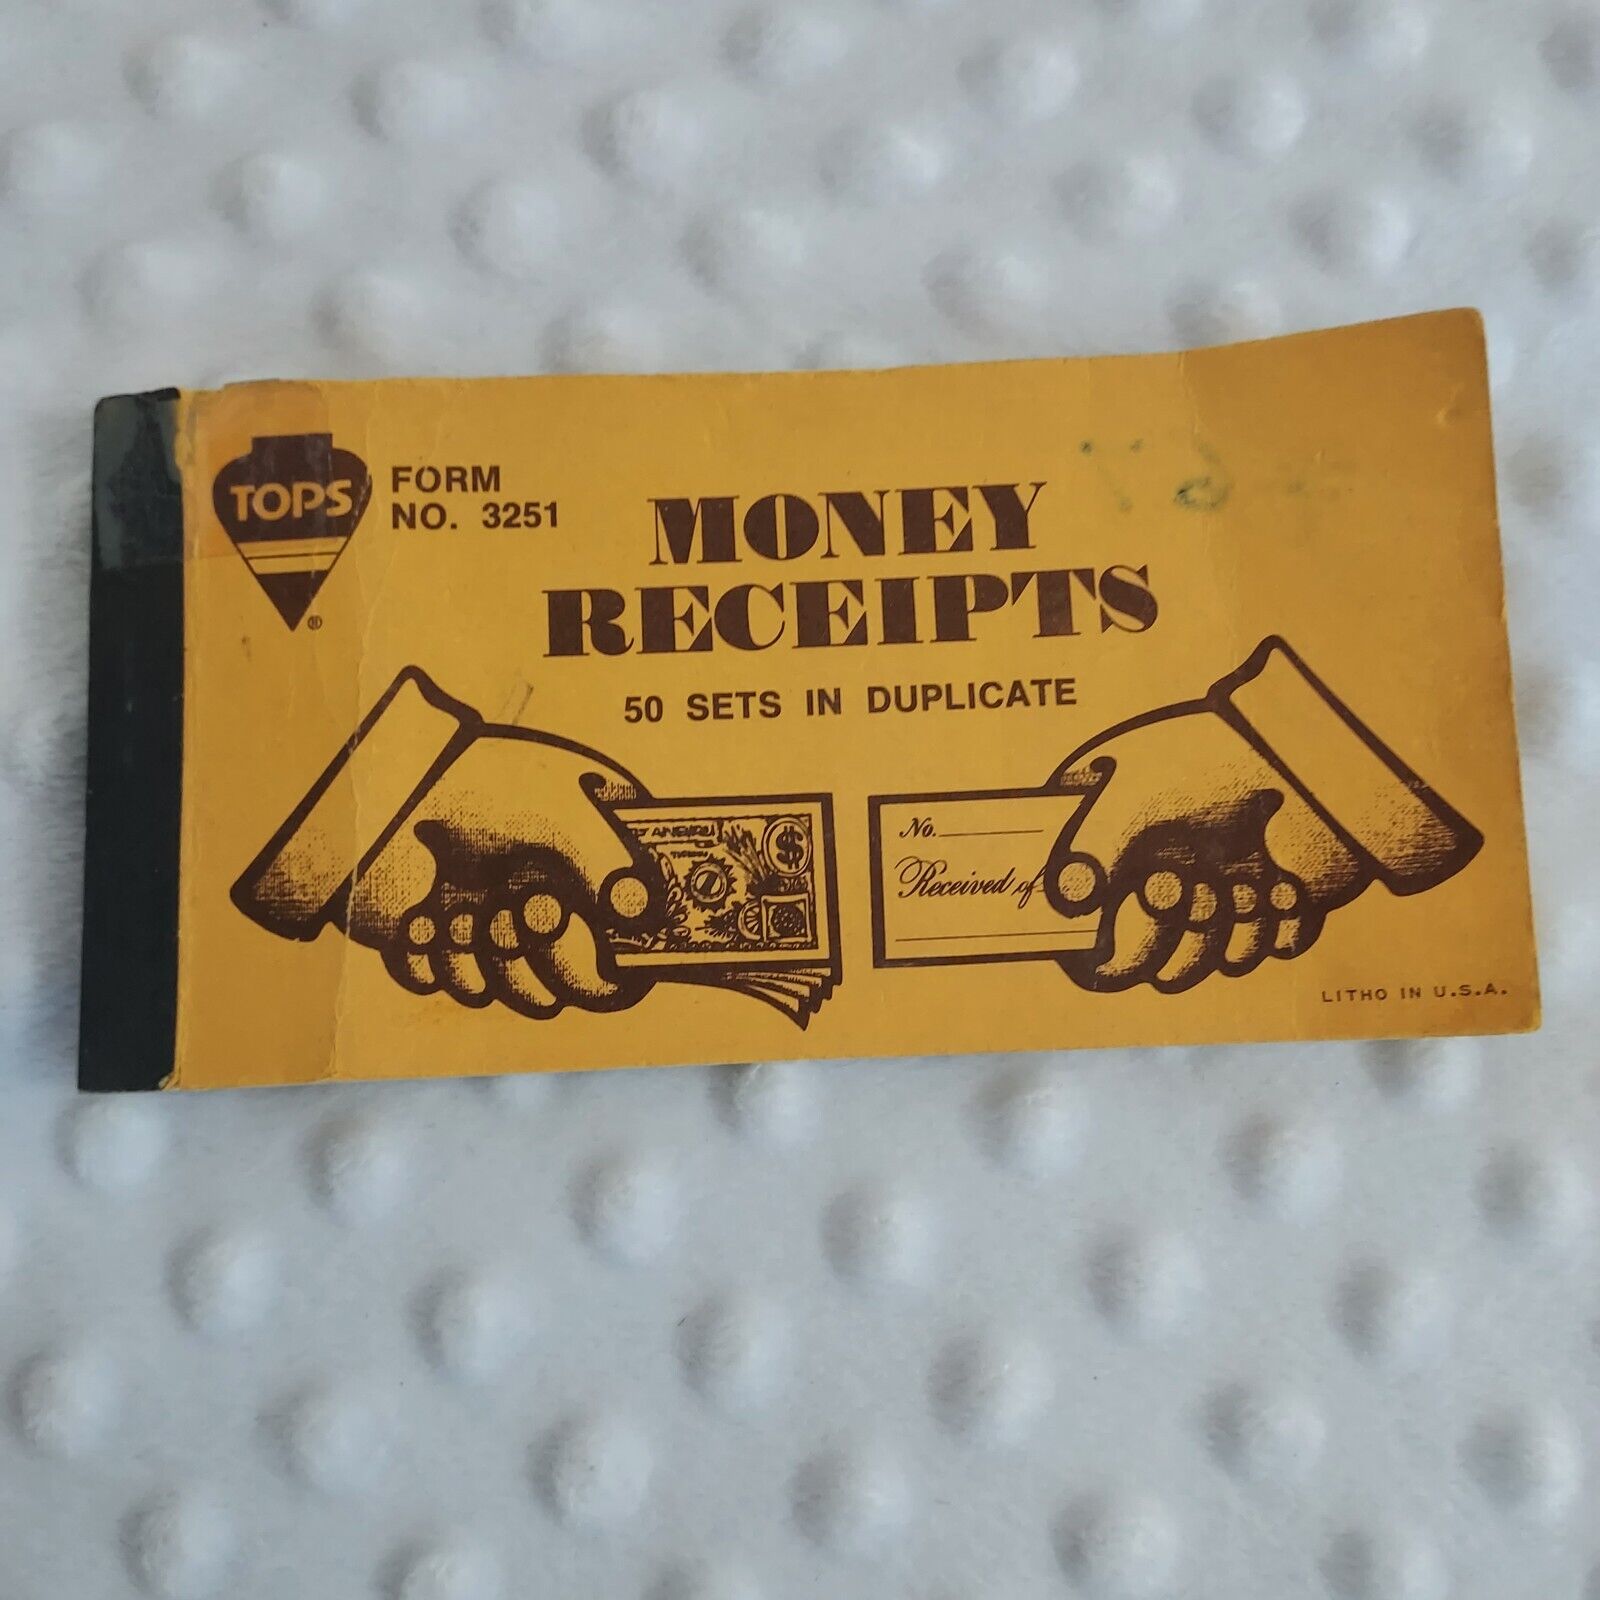 TOPS
®
FORM
NO. 3251
MONEY
RECEIPTS
50 SETS IN DUPLICATE
$
No.
Received of
LITHO IN U.S.A.